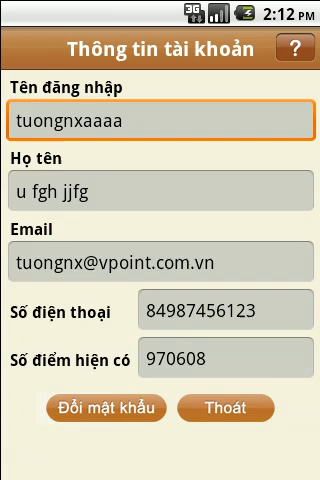 3G 2:12 PM
Thông tin tài khoản ?
Tên đăng nhập
tuongnxaaaa
Họ tên
u fgh jjfg
Email
tuongnx@vpoint.com.vn
Số điện thoại 84987456123
Số điểm hiện có 970608
Đổi mật khẩu Thoát